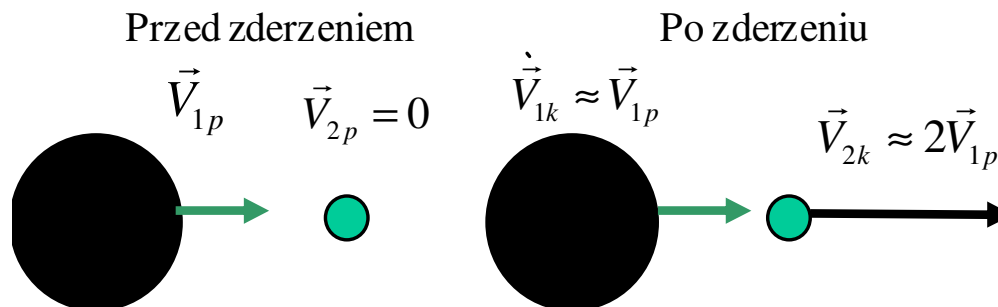 Przed zderzeniem
Po zderzeniu
V⃗₁ₚ
V⃗₂ₚ = 0
V⃗₁ₖ ≈ V⃗₁ₚ
V⃗₂ₖ ≈ 2V⃗₁ₚ